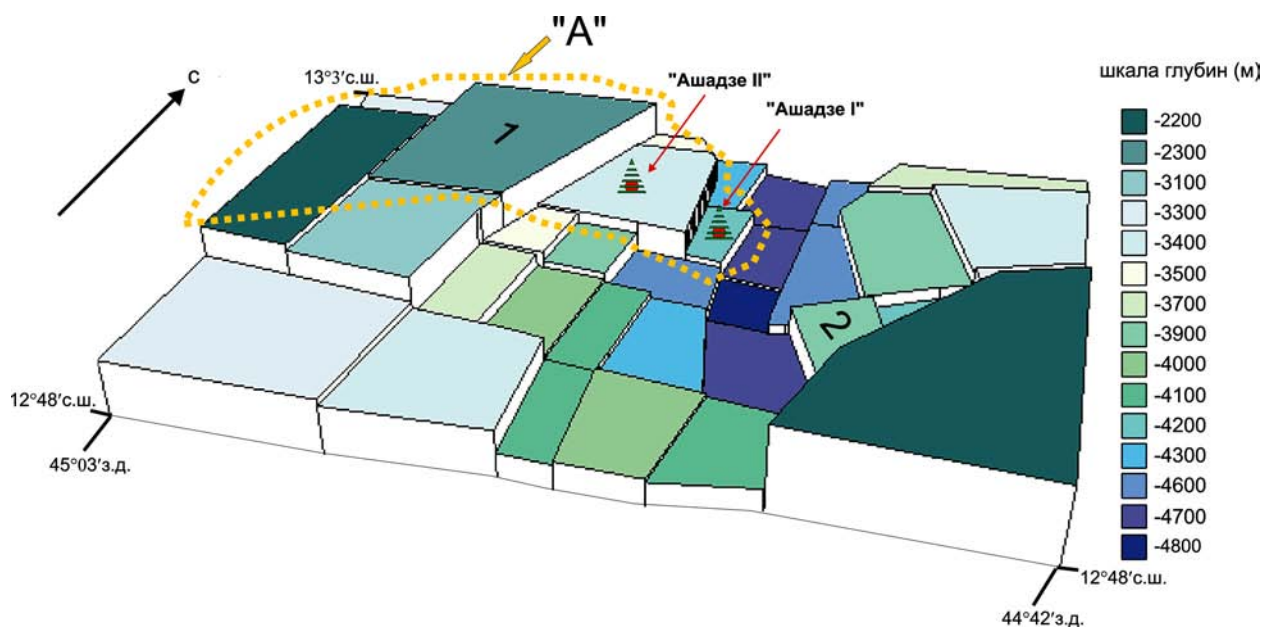 "А"
С
13°3′с.ш.
"Ашадзе II"
"Ашадзе I"
1
2
12°48′с.ш.
45°03′з.д.
12°48′с.ш.
44°42′з.д.
шкала глубин (м)
-2200
-2300
-3100
-3300
-3400
-3500
-3700
-3900
-4000
-4100
-4200
-4300
-4600
-4700
-4800